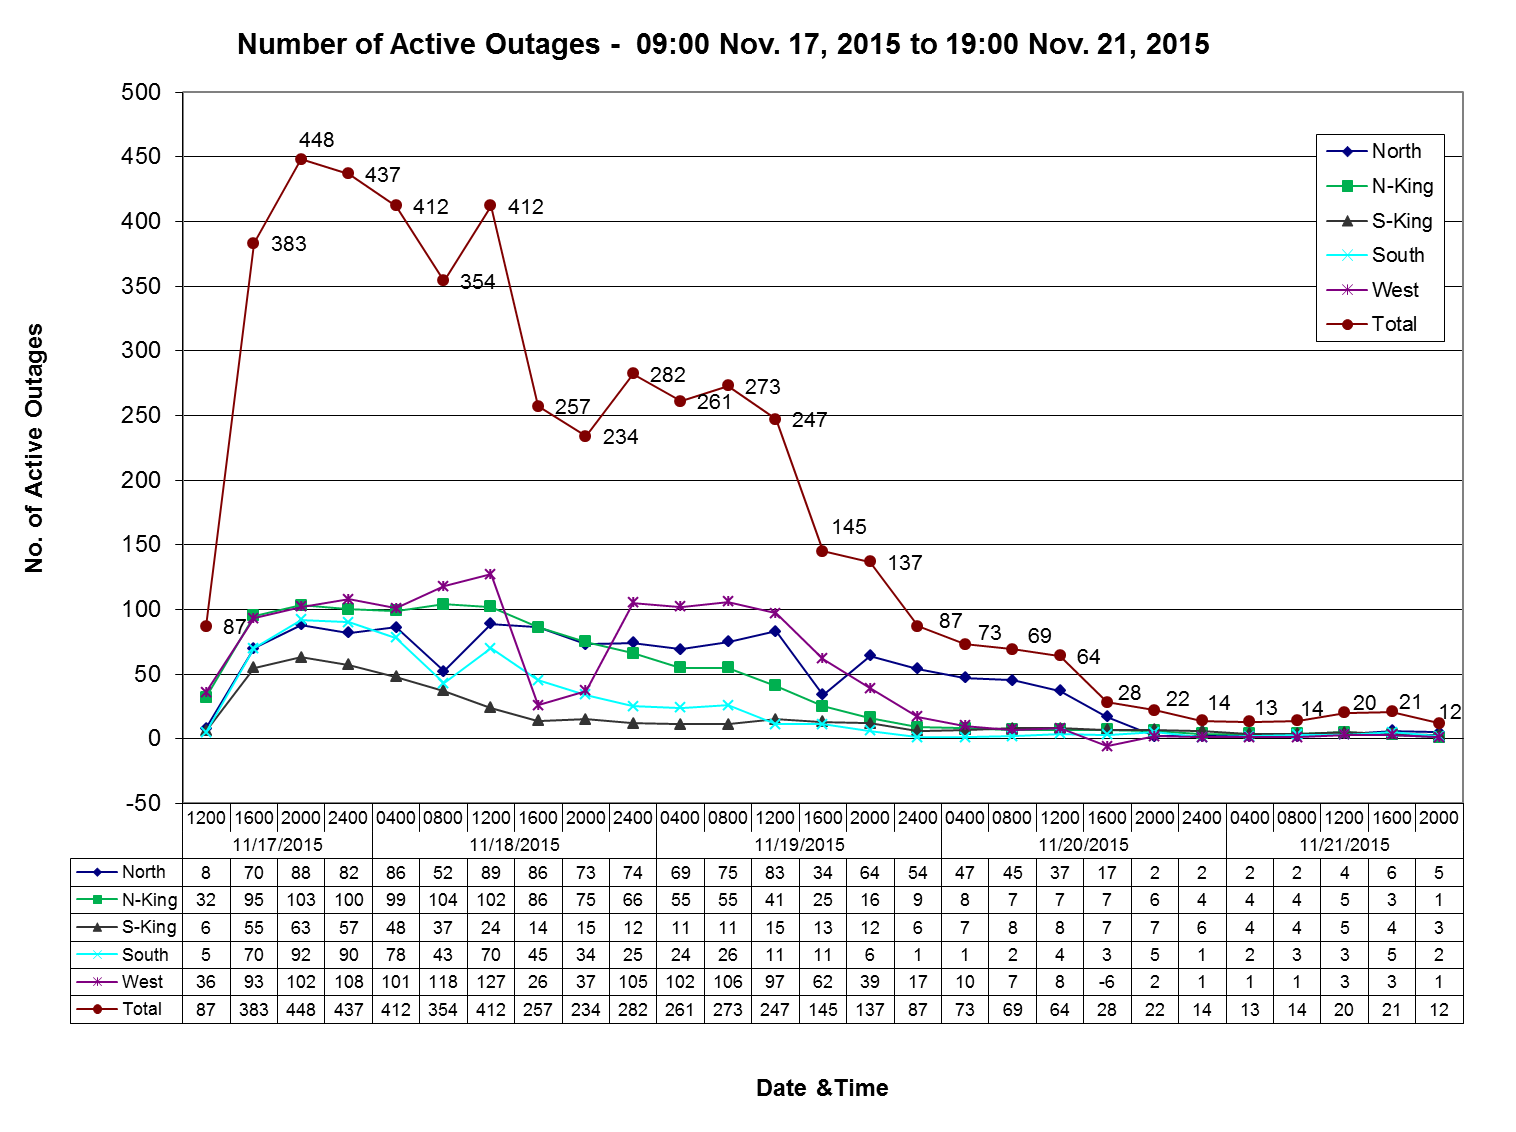 Number of Active Outages -  09:00 Nov. 17, 2015 to 19:00 Nov. 21, 2015
No. of Active Outages
500
450
400
350
300
250
200
150
100
50
0
-50
87
383
448
437
412
354
412
257
234
282
261
273
247
145
137
87
73
69
64
28
22
14
13
14
20
21
12
North
N-King
S-King
South
West
Total
1200 1600 2000 2400 0400 0800 1200 1600 2000 2400 0400 0800 1200 1600 2000 2400 0400 0800 1200 1600 2000 2400 0400 0800 1200 1600 2000
11/17/2015 11/18/2015 11/19/2015 11/20/2015 11/21/2015
North 8 70 88 82 86 52 89 86 73 74 69 75 83 34 64 54 47 45 37 17 2 2 2 2 4 6 5
N-King 32 95 103 100 99 104 102 86 75 66 55 55 41 25 16 9 8 7 7 7 6 4 4 4 5 3 1
S-King 6 55 63 57 48 37 24 14 15 12 11 11 15 13 12 6 7 8 8 7 7 6 4 4 5 4 3
South 5 70 92 90 78 43 70 45 34 25 24 26 11 11 6 1 1 2 4 3 5 1 2 3 3 5 2
West 36 93 102 108 101 118 127 26 37 105 102 106 97 62 39 17 10 7 8 -6 2 1 1 1 3 3 1
Total 87 383 448 437 412 354 412 257 234 282 261 273 247 145 137 87 73 69 64 28 22 14 13 14 20 21 12
Date &Time